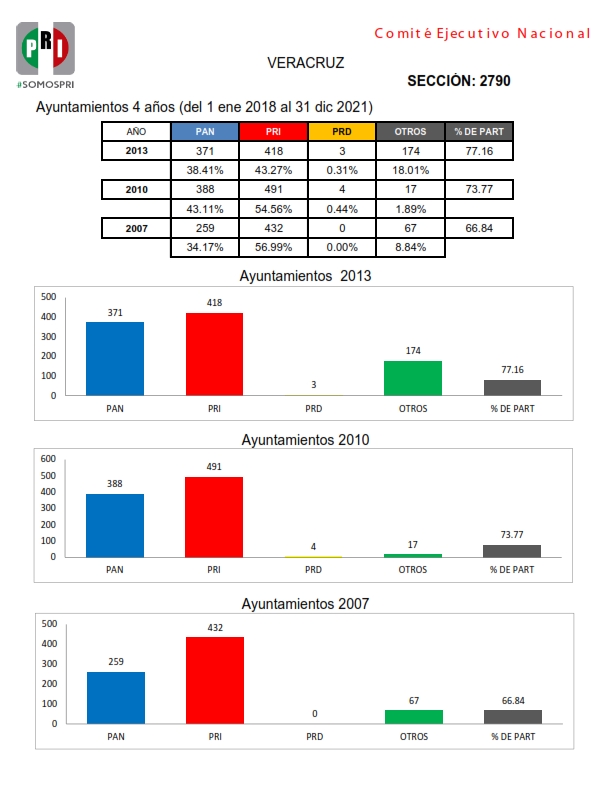 Comité Ejecutivo Nacional
PRI
#SOMOSPRI
VERACRUZ
SECCIÓN: 2790
Ayuntamientos 4 años (del 1 ene 2018 al 31 dic 2021)
AÑO PAN PRI PRD OTROS % DE PART
2013 371 418 3 174 77.16
38.41% 43.27% 0.31% 18.01%
2010 388 491 4 17 73.77
43.11% 54.56% 0.44% 1.89%
2007 259 432 0 67 66.84
34.17% 56.99% 0.00% 8.84%
Ayuntamientos 2013
500
400
300
200
100
0
371 418 3 174 77.16
PAN PRI PRD OTROS % DE PART
Ayuntamientos 2010
600
500
400
300
200
100
0
388 491 4 17 73.77
PAN PRI PRD OTROS % DE PART
Ayuntamientos 2007
500
400
300
200
100
0
259 432 0 67 66.84
PAN PRI PRD OTROS % DE PART